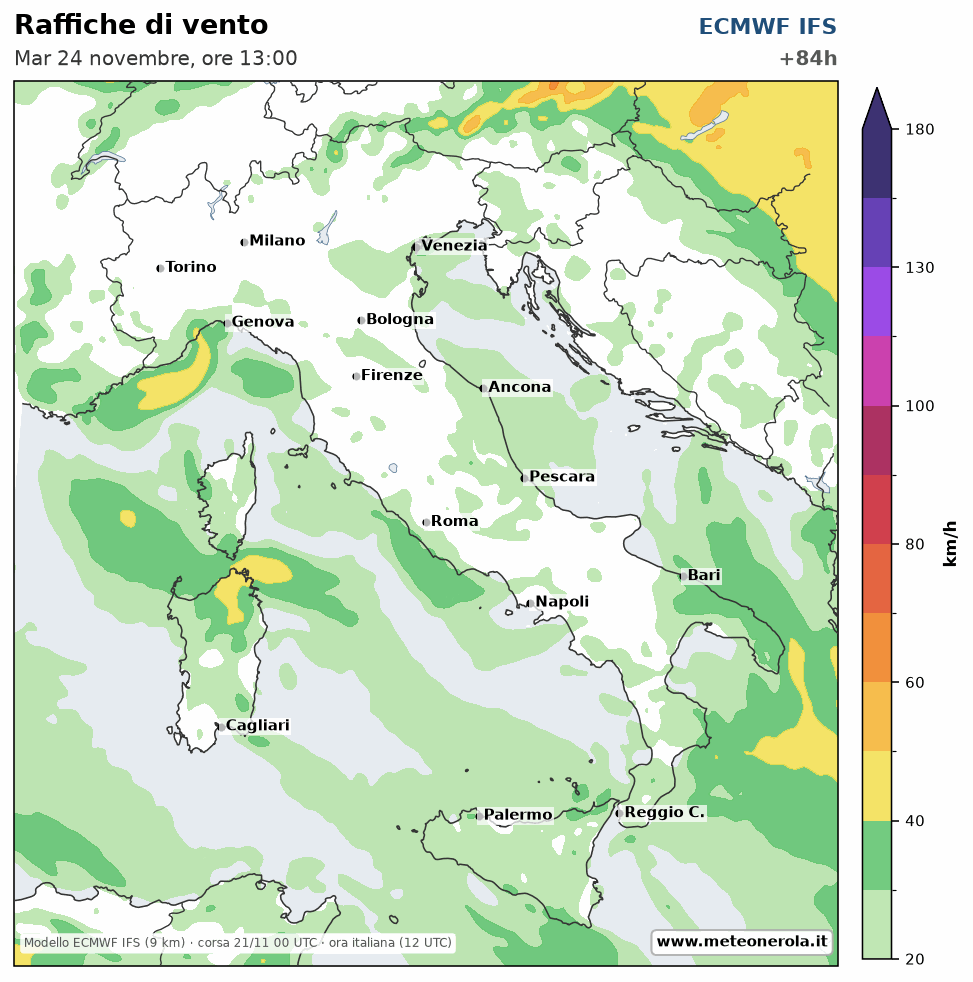 Raffiche di vento
ECMWF IFS
Mar 24 novembre, ore 13:00
+84h
180
130
100
80
60
40
20
km/h
Milano
Venezia
Torino
Genova
Bologna
Firenze
Ancona
Pescara
Roma
Bari
Napoli
Cagliari
Palermo
Reggio C.
Modello ECMWF IFS (9 km) · corsa 21/11 00 UTC · ora italiana (12 UTC)
www.meteonerola.it